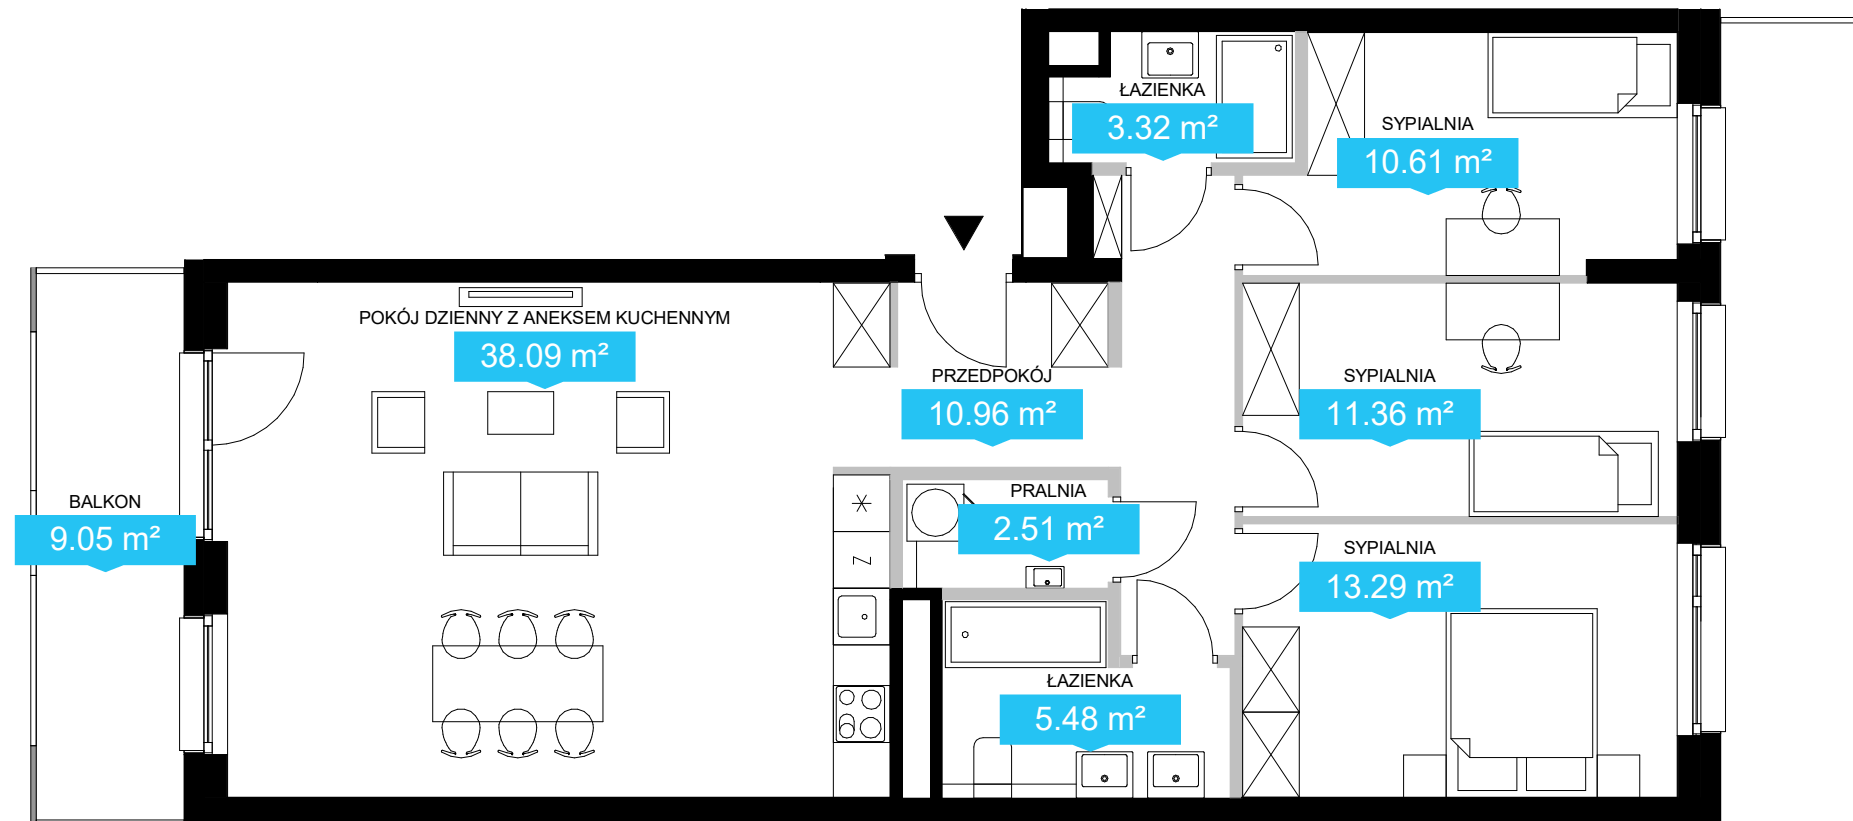 ŁAZIENKA
3.32 m²
SYPIALNIA
10.61 m²
POKÓJ DZIENNY Z ANEKSEM KUCHENNYM
38.09 m²
PRZEDPOKÓJ
10.96 m²
SYPIALNIA
11.36 m²
BALKON
9.05 m²
PRALNIA
2.51 m²
SYPIALNIA
13.29 m²
ŁAZIENKA
5.48 m²